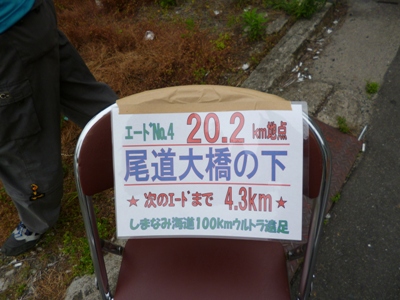 エードNo.4 20.2 km地点
尾道大橋の下
★ 次のエードまで 4.3km ★
しまなみ海道100kmウルトラ遠足